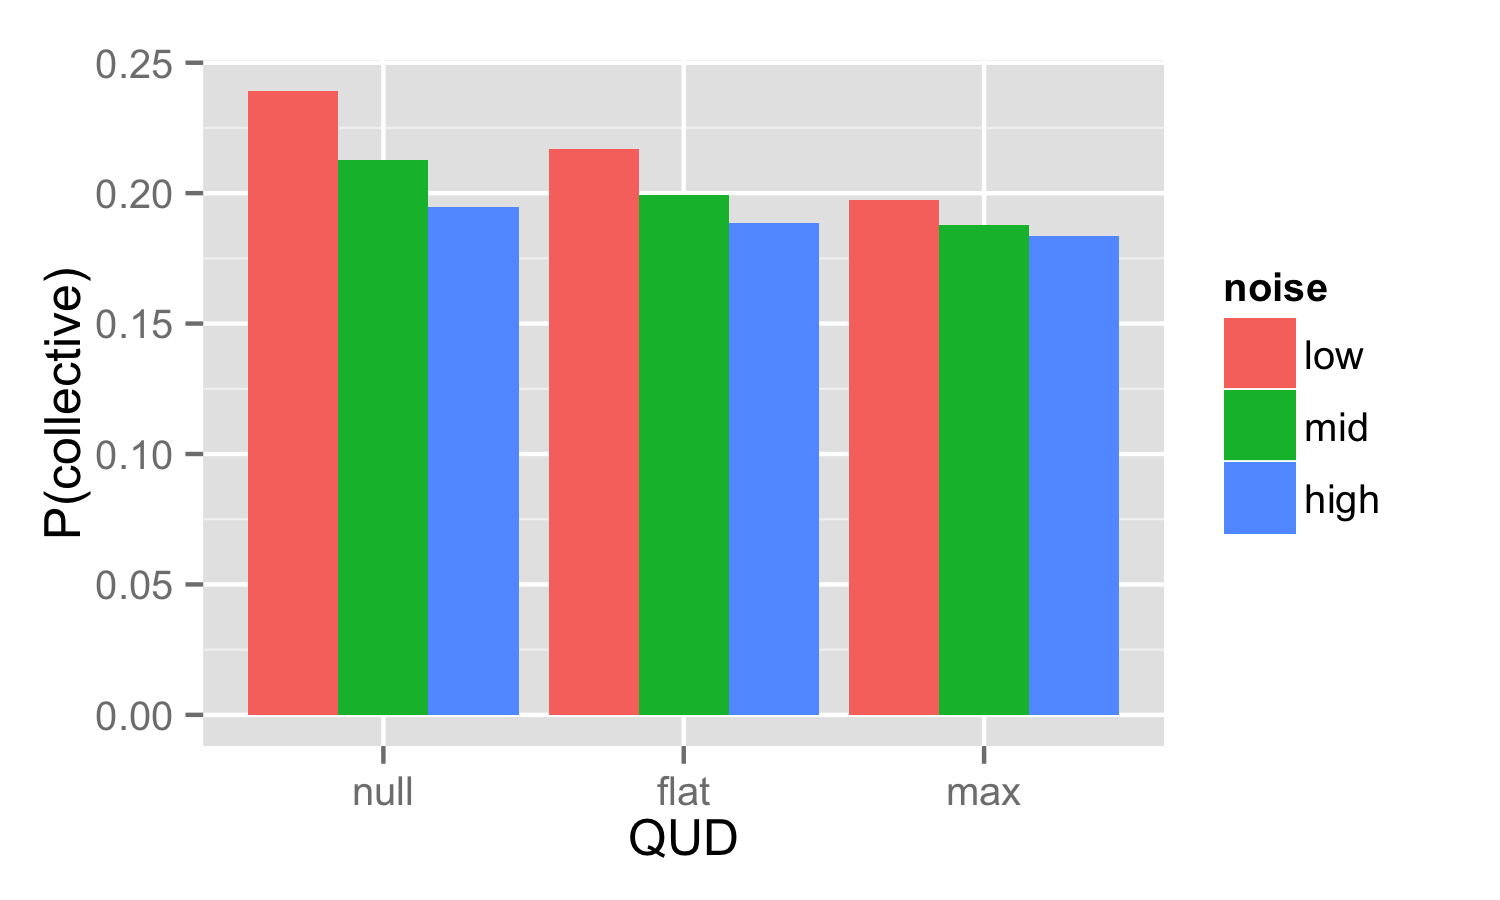 0.25
0.20
0.15
0.10
0.05
0.00
P(collective)
null
flat
max
QUD
noise
low
mid
high